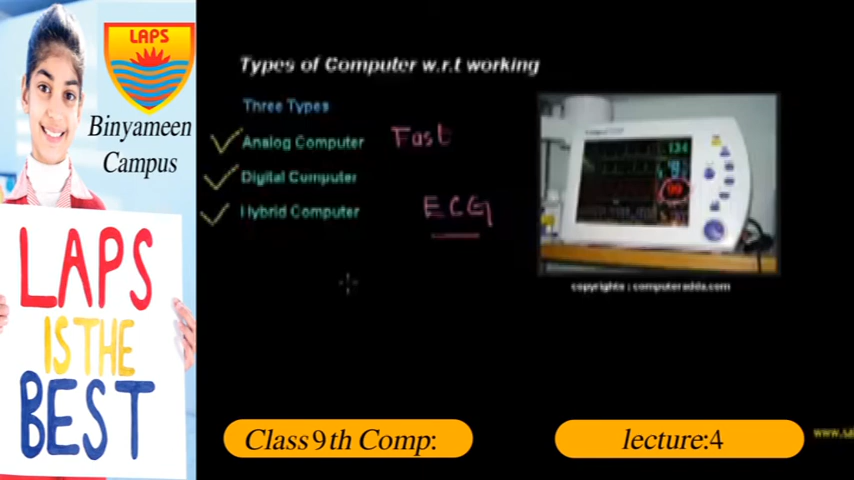 LAPS
Binyameen
Campus
LAPS
IS THE
BEST
Types of Computer w.r.t working
Three Types
Analog Computer Fast
Digital Computer
Hybrid Computer ECG
134
99
copyrights : computeradda.com
Class 9th Comp:
lecture:4